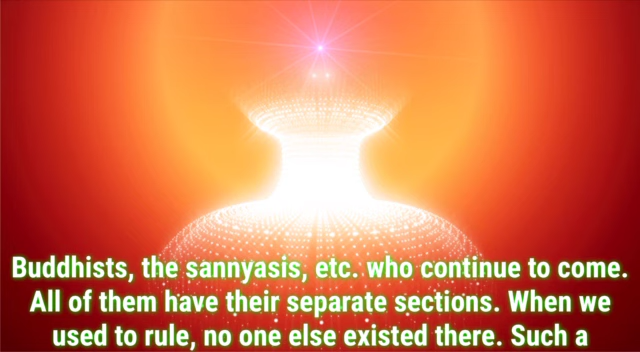 Buddhists, the sannyasis, etc. who continue to come.
All of them have their separate sections. When we
used to rule, no one else existed there. Such a